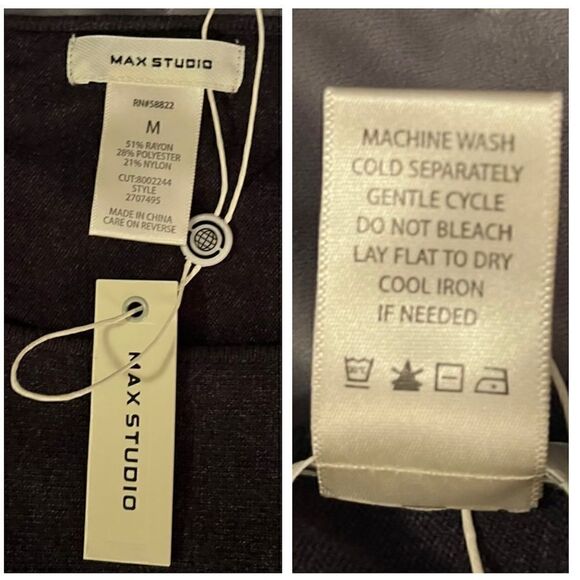 MAX STUDIO
RN#58822
M
51% RAYON
28% POLYESTER
21% NYLON
CUT:8002244
STYLE
2707495
MADE IN CHINA
CARE ON REVERSE
MAX STUDIO
MACHINE WASH
COLD SEPARATELY
GENTLE CYCLE
DO NOT BLEACH
LAY FLAT TO DRY
COOL IRON
IF NEEDED